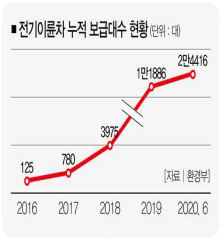 ■ 전기이륜차 누적 보급대수 현황(단위 : 대)
2만4416
1만1886
3975
780
125
[자료 | 환경부]
2016 2017 2018 2019 2020, 6